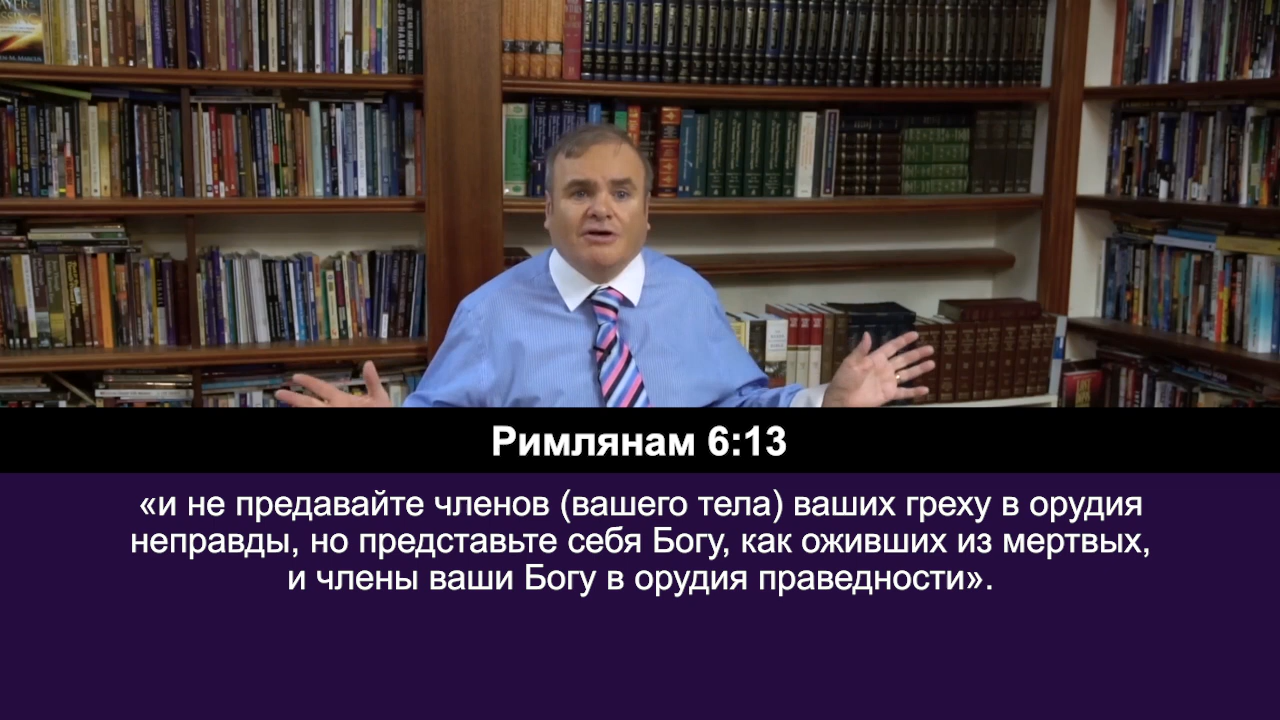 Римлянам 6:13
«и не предавайте членов (вашего тела) ваших греху в орудия
неправды, но представьте себя Богу, как оживших из мертвых,
и члены ваши Богу в орудия праведности».